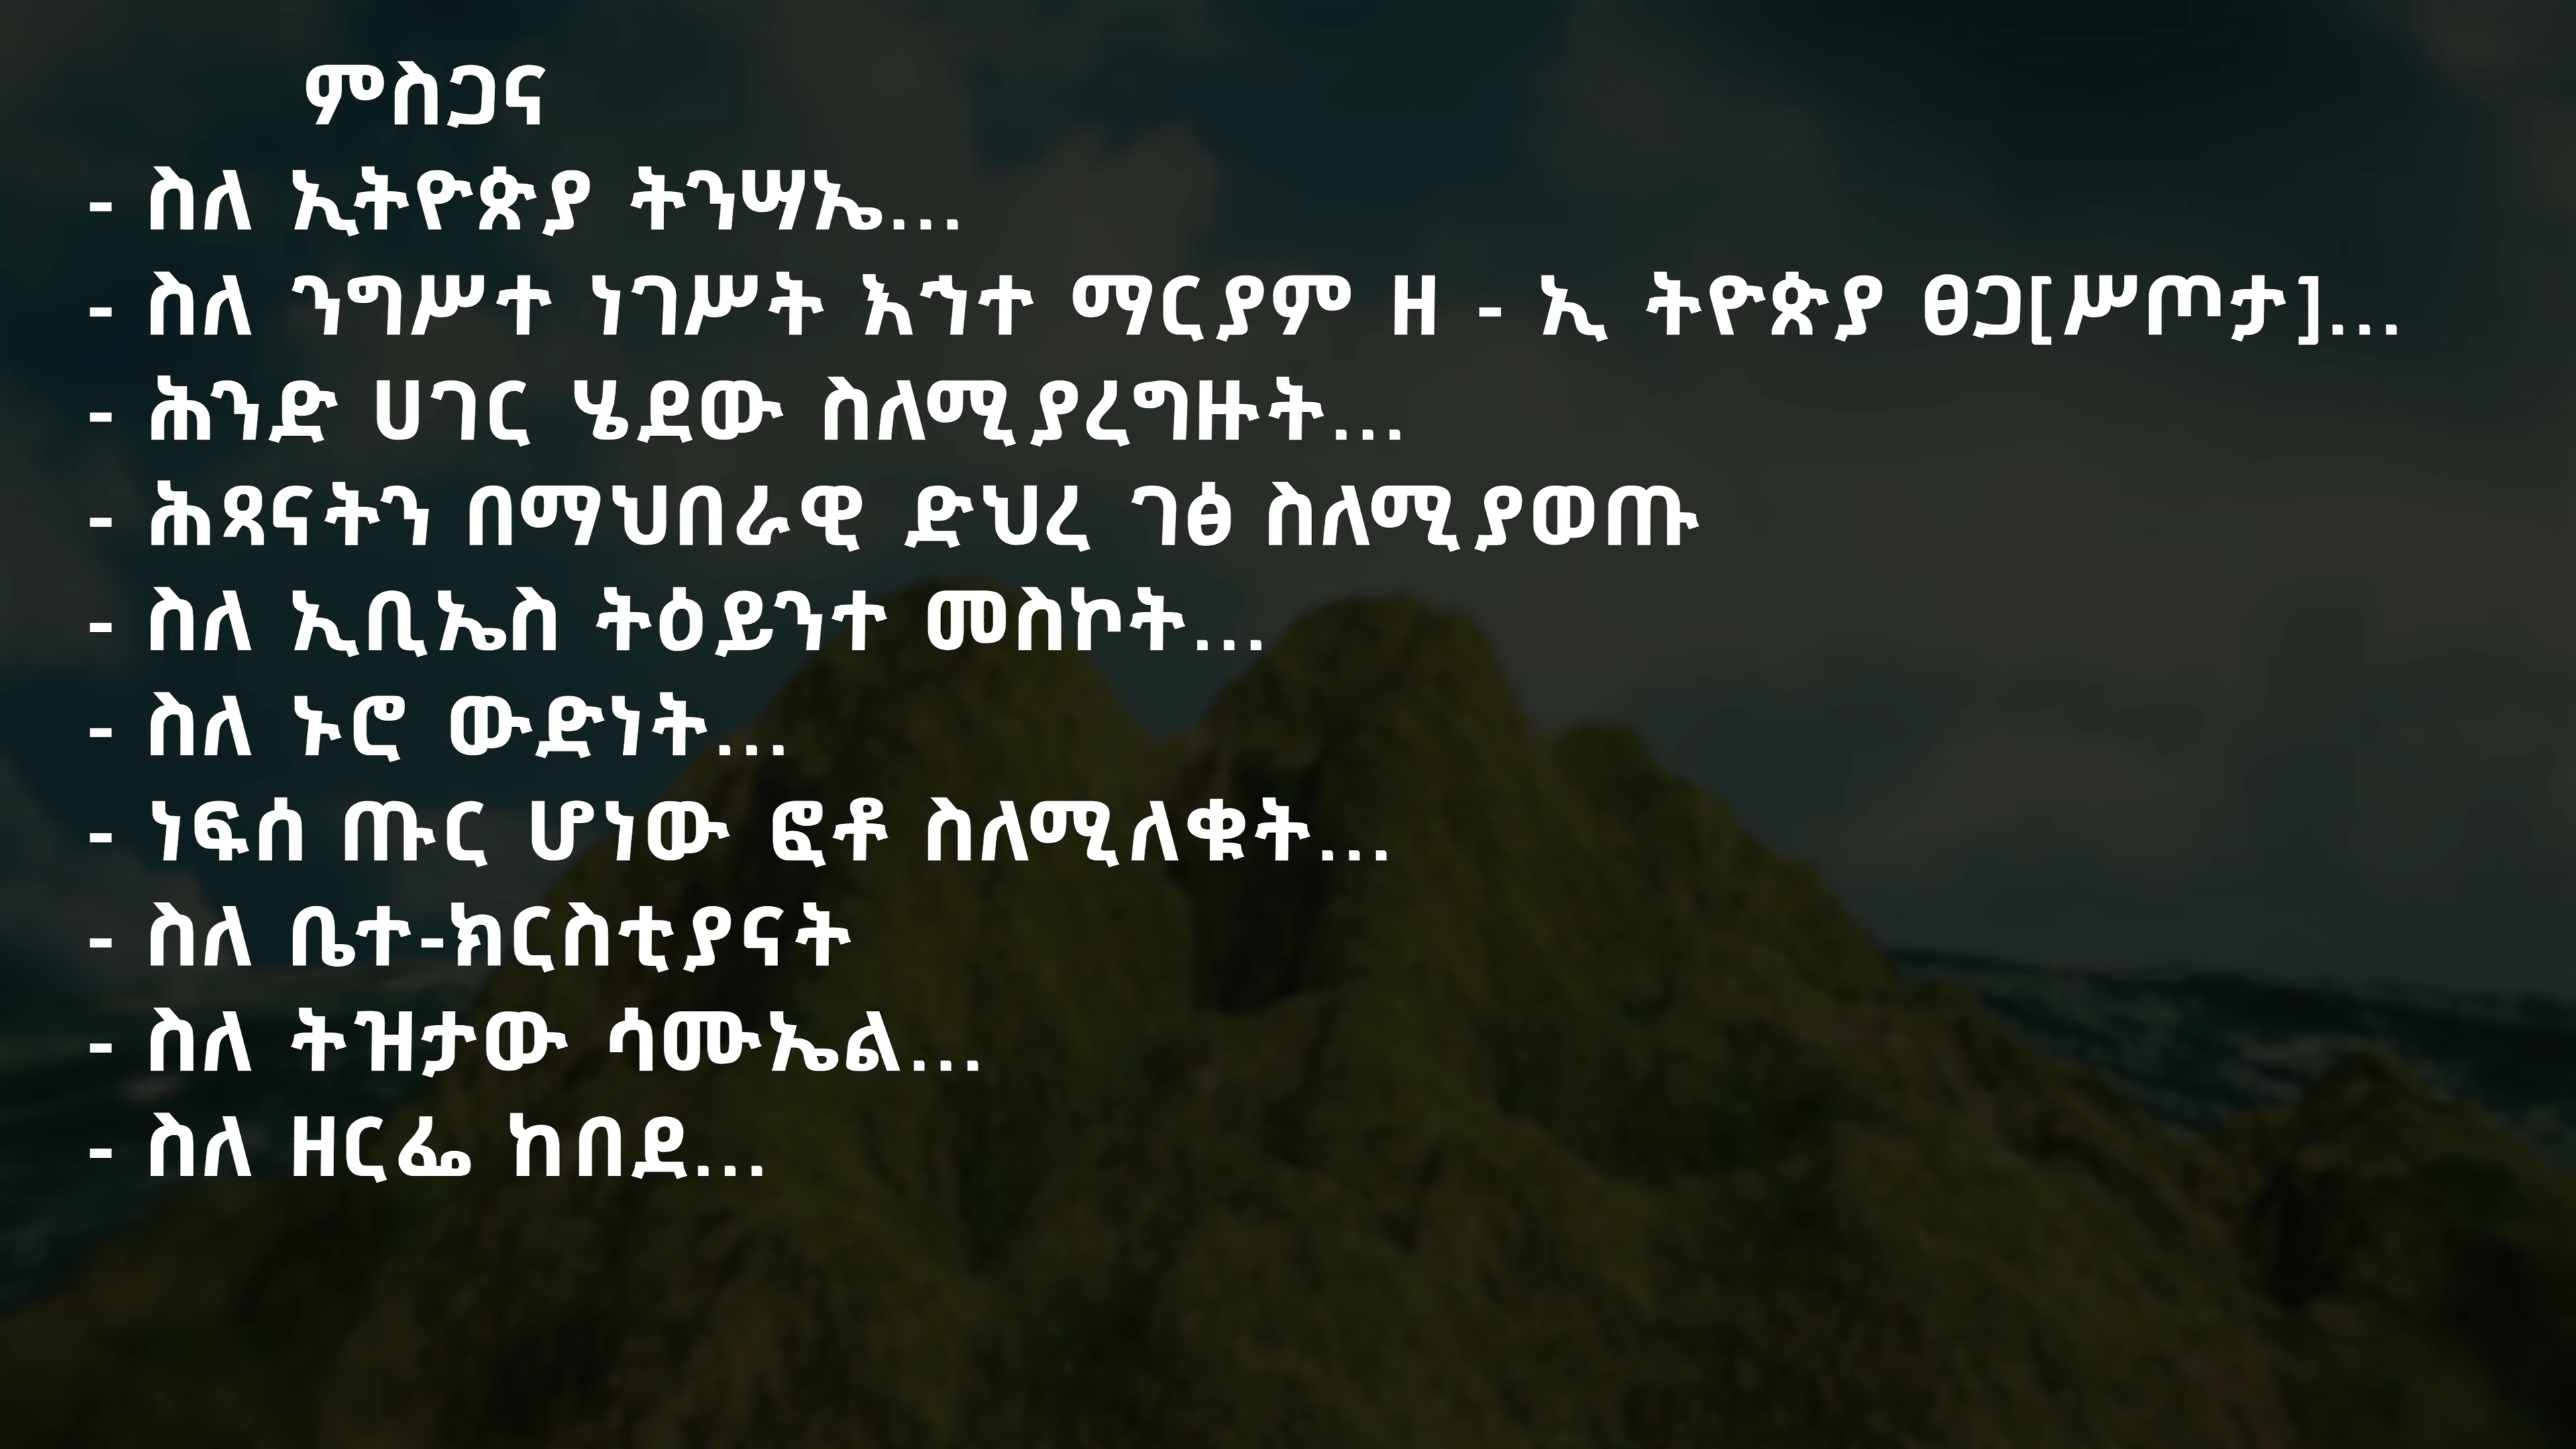 ምስጋና
- ስለ ኢትዮጵያ ትንሣኤ...
- ስለ ንግሥተ ነገሥት እኅተ ማርያም ዘ - ኢ ትዮጵያ ፀጋ[ሥጦታ]...
- ሕንድ ሀገር ሄደው ስለሚያረግዙት...
- ሕጻናትን በማህበራዊ ድህረ ገፅ ስለሚያወጡ
- ስለ ኢቢኤስ ትዕይንተ መስኮት...
- ስለ ኑሮ ውድነት...
- ነፍሰ ጡር ሆነው ፎቶ ስለሚለቁት...
- ስለ ቤተ-ክርስቲያናት
- ስለ ትዝታው ሳሙኤል...
- ስለ ዘርፌ ከበደ...